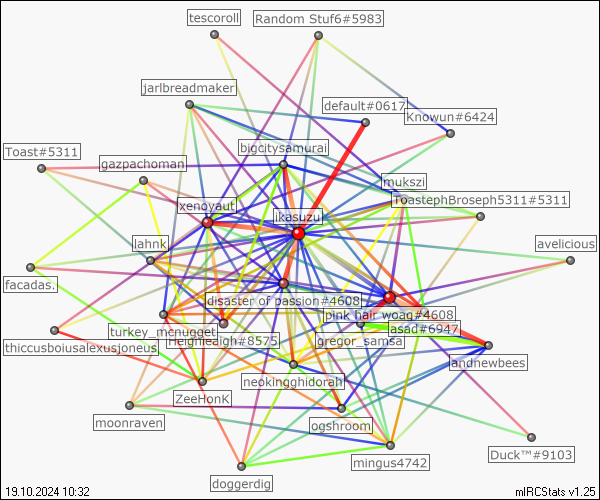 tescoroll
Random Stuf6#5983
jarlbreadmaker
default#0617
Knowun#6424
bigcitysamurai
Toast#5311
gazpachoman
mukszi
ToastephBroseph5311#5311
xenoyaut
ikasuzu
lahnk
avelicious
facadas.
disaster of passion#4608
pink hair woag#4608
turkey_mcnugget
asad#6947
Heighleaigh#8575
gregor_samsa
thiccusboiusalexusjoneus
andnewbees
neokingghidorah
ZeeHonK
moonraven
ogshroom
Duck™#9103
mingus4742
doggerdig
19.10.2024 10:32
mIRCStats v1.25